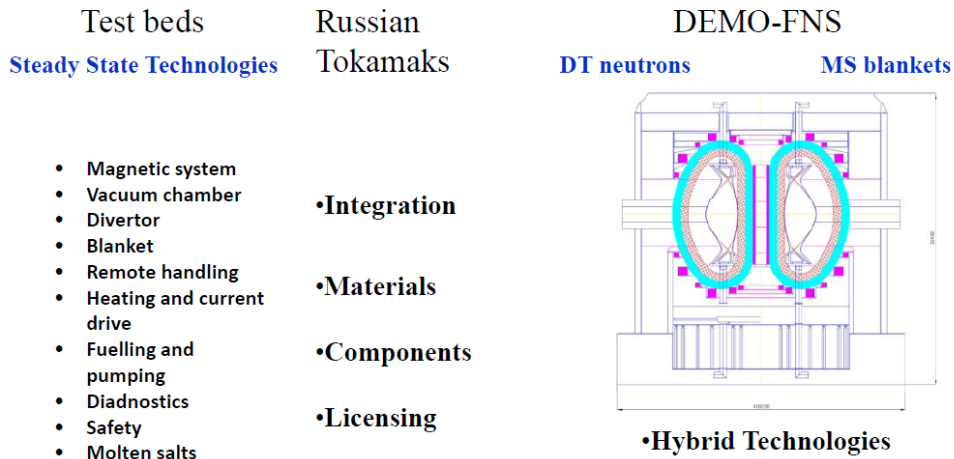 Test beds
Steady State Technologies
• Magnetic system
• Vacuum chamber
• Divertor
• Blanket
• Remote handling
• Heating and current
drive
• Fuelling and
pumping
• Diadnostics
• Safety
• Molten salts
Russian
Tokamaks
•Integration
•Materials
•Components
•Licensing
DEMO-FNS
DT neutrons MS blankets
•Hybrid Technologies